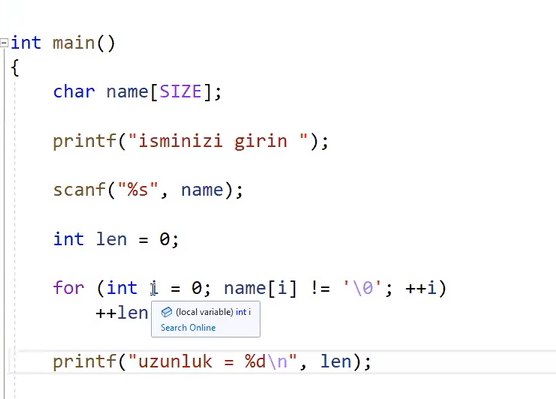 int main()
{
char name[SIZE];
printf("isminizi girin ");
scanf("%s", name);
int len = 0;
for (int i = 0; name[i] != '\0'; ++i)
++len
(local variable) int i
Search Online
printf("uzunluk = %d\n", len);